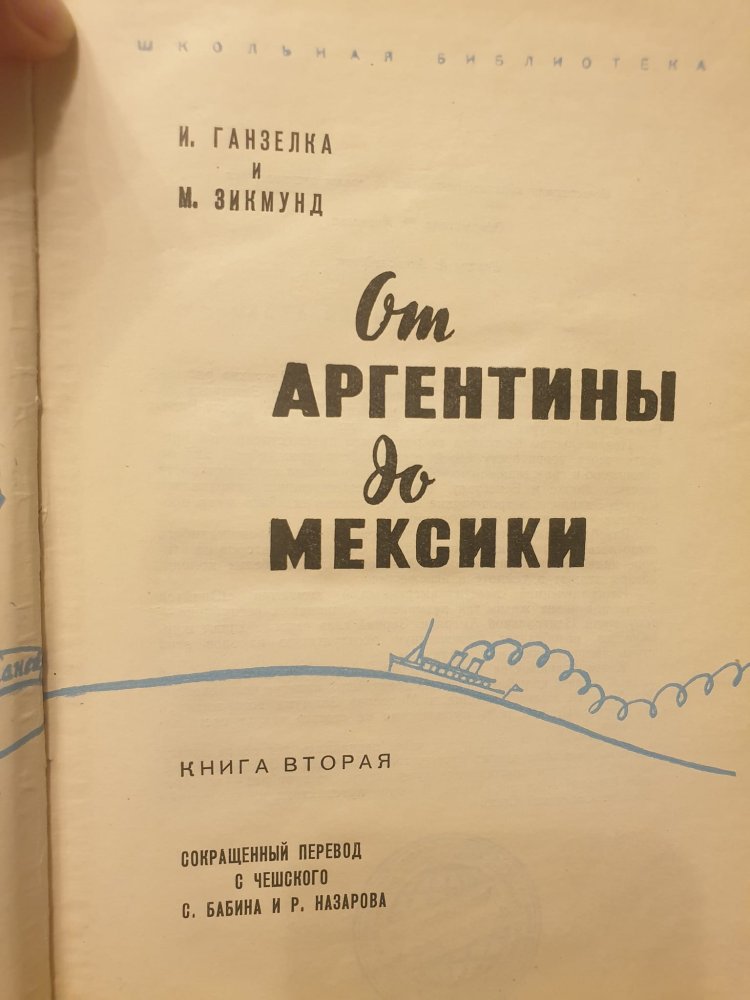 ШКОЛЬНАЯ БИБЛИОТЕКА
И. ГАНЗЕЛКА
И
М. ЗИКМУНД
От
АРГЕНТИНЫ
до
МЕКСИКИ
КНИГА ВТОРАЯ
СОКРАЩЕННЫЙ ПЕРЕВОД
С ЧЕШСКОГО
С. БАБИНА И Р. НАЗАРОВА